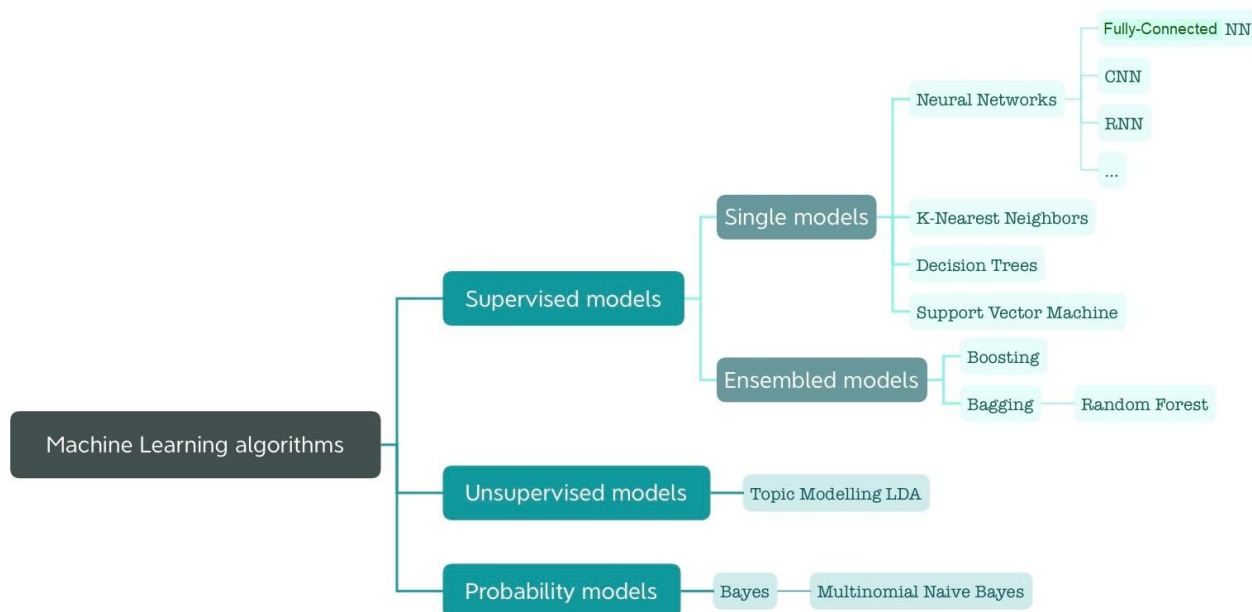 Fully-Connected NN
CNN
Neural Networks
RNN
...
Single models
K-Nearest Neighbors
Decision Trees
Supervised models
Support Vector Machine
Boosting
Ensembled models
Bagging
Random Forest
Machine Learning algorithms
Unsupervised models
Topic Modelling LDA
Probability models
Bayes
Multinomial Naive Bayes